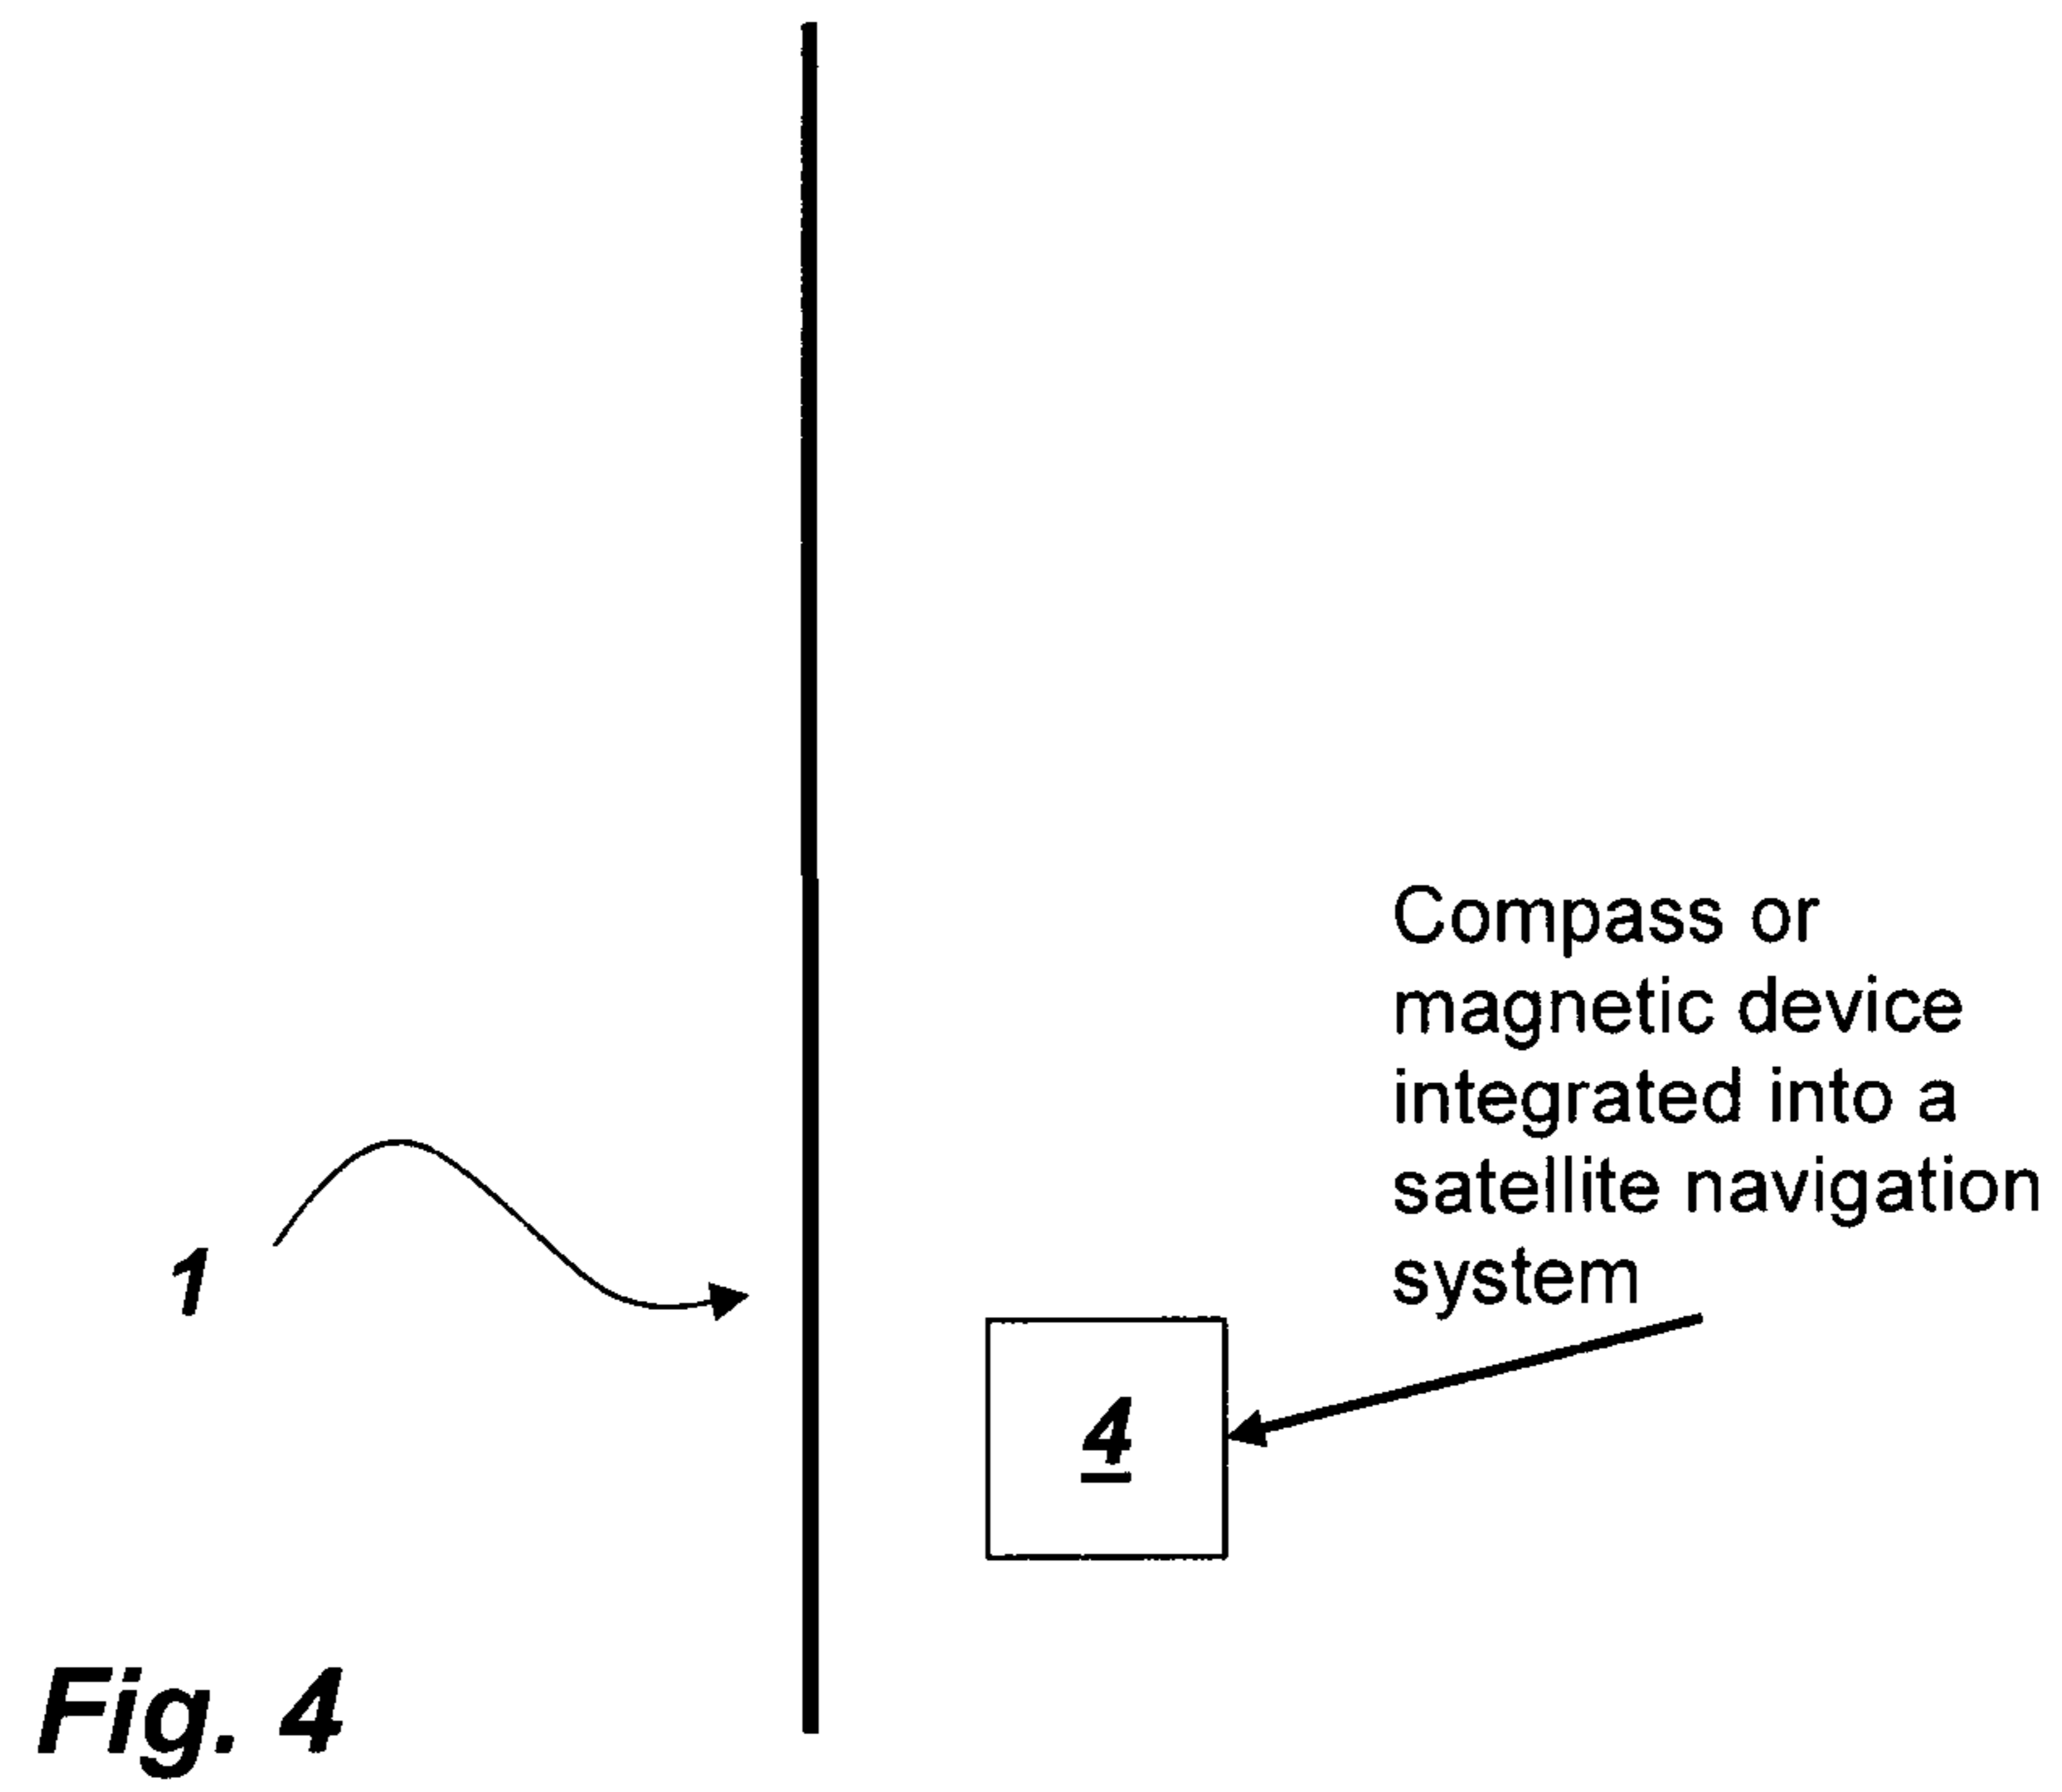 Compass or
magnetic device
integrated into a
satellite navigation
system
1
4
Fig. 4